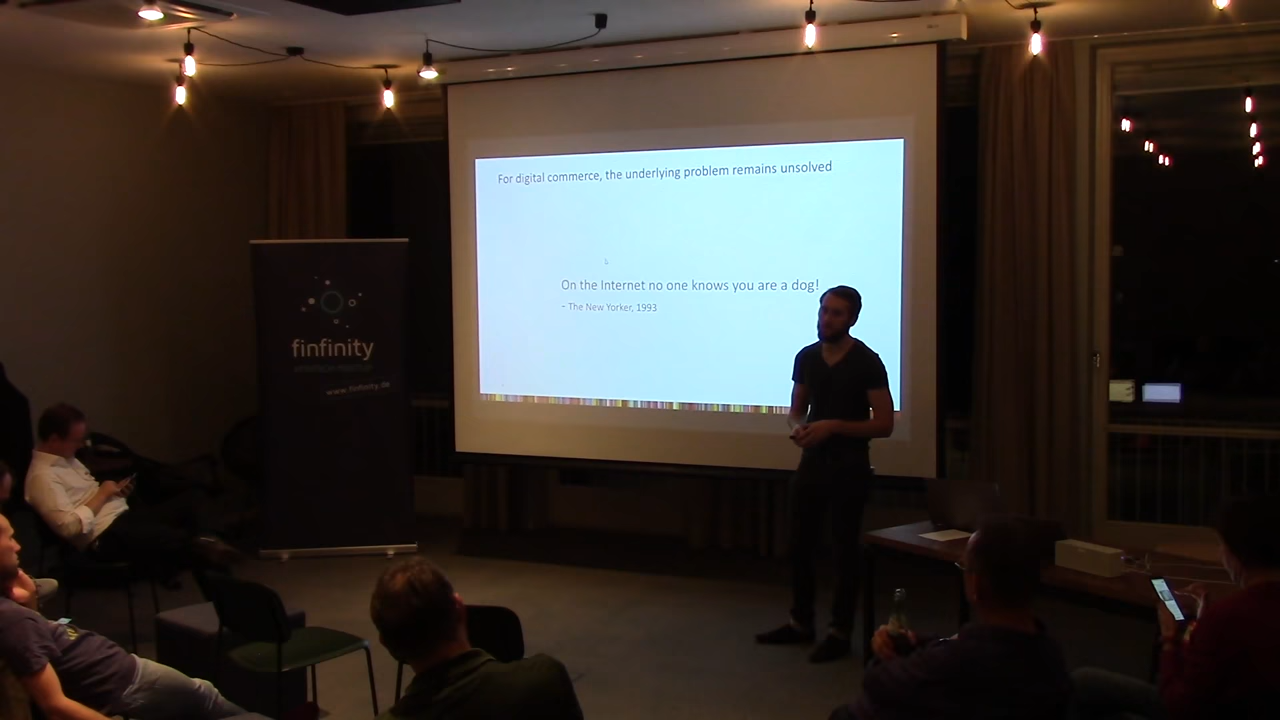 For digital commerce, the underlying problem remains unsolved
On the Internet no one knows you are a dog!
– The New Yorker, 1993
finfinity
www.finfinity.de